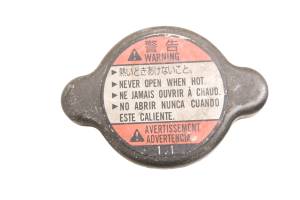 警告
WARNING
▶熱いときあけないこと。
▶NEVER OPEN WHEN HOT.
▶NE JAMAIS OUVRIR À CHAUD.
▶NO ABRIR NUNCA CUANDO
ESTE CALIENTE.
AVERTISSEMENT
ADVERTENCIA
1.1